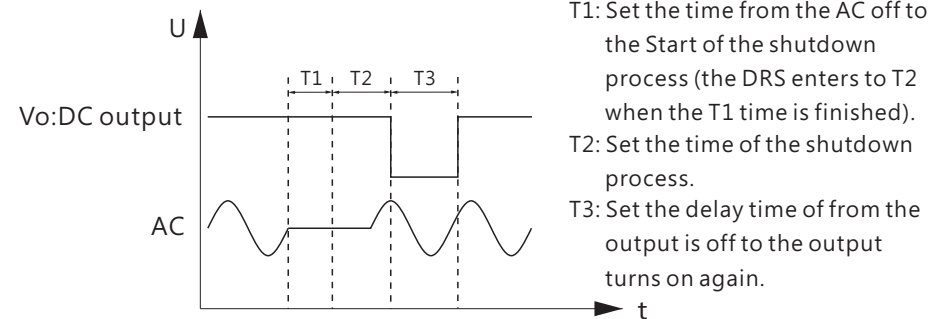 U
T1 T2 T3
Vo:DC output
AC
t
T1: Set the time from the AC off to
the Start of the shutdown
process (the DRS enters to T2
when the T1 time is finished).
T2: Set the time of the shutdown
process.
T3: Set the delay time of from the
output is off to the output
turns on again.